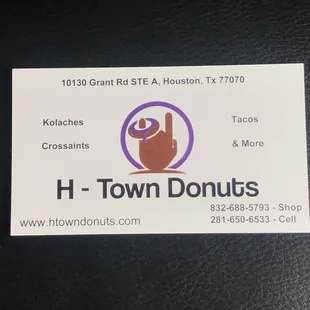 10130 Grant Rd STE A, Houston, Tx 77070
Kolaches
Tacos
Crossaints
& More
H - Town Donuts
832-688-5793 - Shop
www.htowndonuts.com
281-650-6533 - Cell